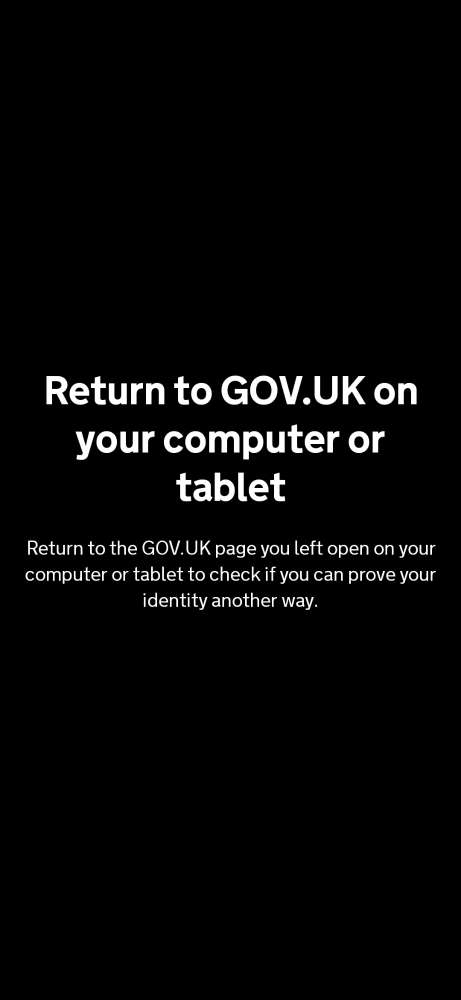 Return to GOV.UK on
your computer or
tablet
Return to the GOV.UK page you left open on your
computer or tablet to check if you can prove your
identity another way.